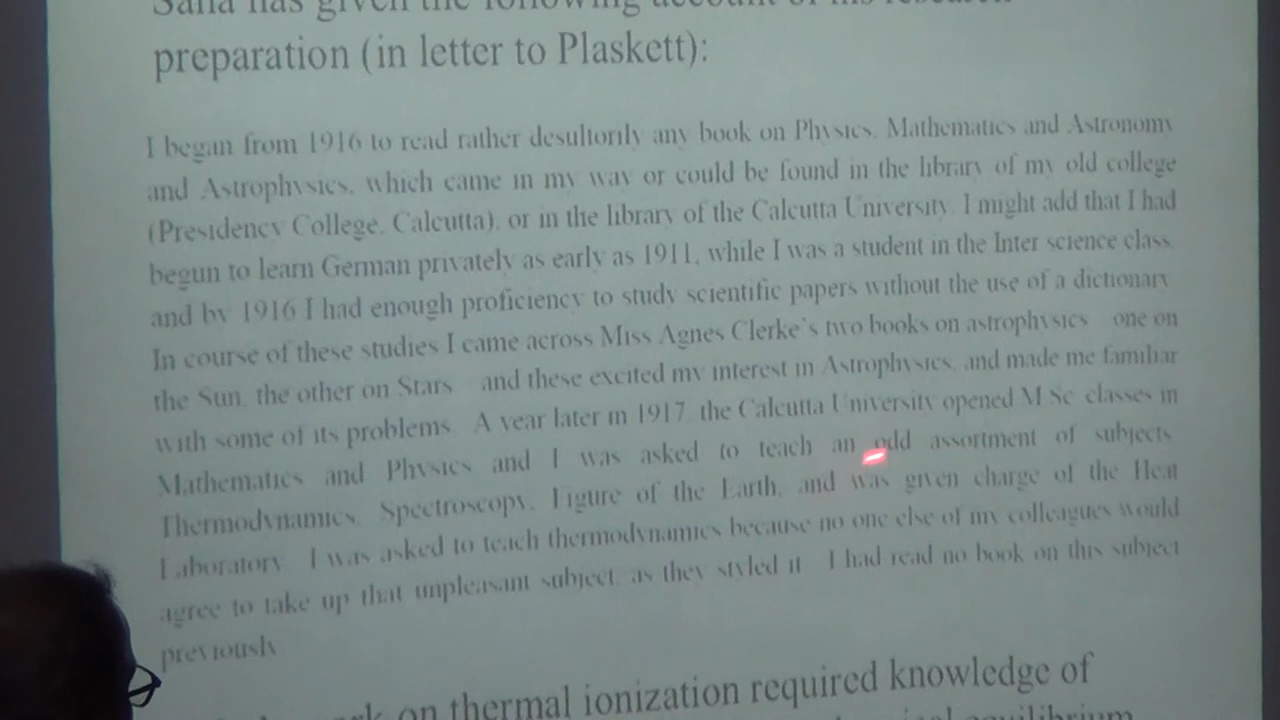 Saha has given the following account of his research
preparation (in letter to Plaskett):
I began from 1916 to read rather desultorily any book on Physics, Mathematics and Astronomy
and Astrophysics, which came in my way or could be found in the library of my old college
(Presidency College, Calcutta), or in the library of the Calcutta University. I might add that I had
begun to learn German privately as early as 1911, while I was a student in the Inter science class
and by 1916 I had enough proficiency to study scientific papers without the use of a dictionary
In course of these studies I came across Miss Agnes Clerke's two books on astrophysics one on
the Sun, the other on Stars and these excited my interest in Astrophysics, and made me familiar
with some of its problems. A year later in 1917, the Calcutta University opened M Sc classes in
Mathematics and Physics and I was asked to teach an odd assortment of subjects
Thermodynamics, Spectroscopy, Figure of the Earth, and was given charge of the Heat
Laboratory. I was asked to teach thermodynamics because no one else of my colleagues would
agree to take up that unpleasant subject, as they styled it I had read no book on this subject
previously
on thermal ionization required knowledge of
equilibrium